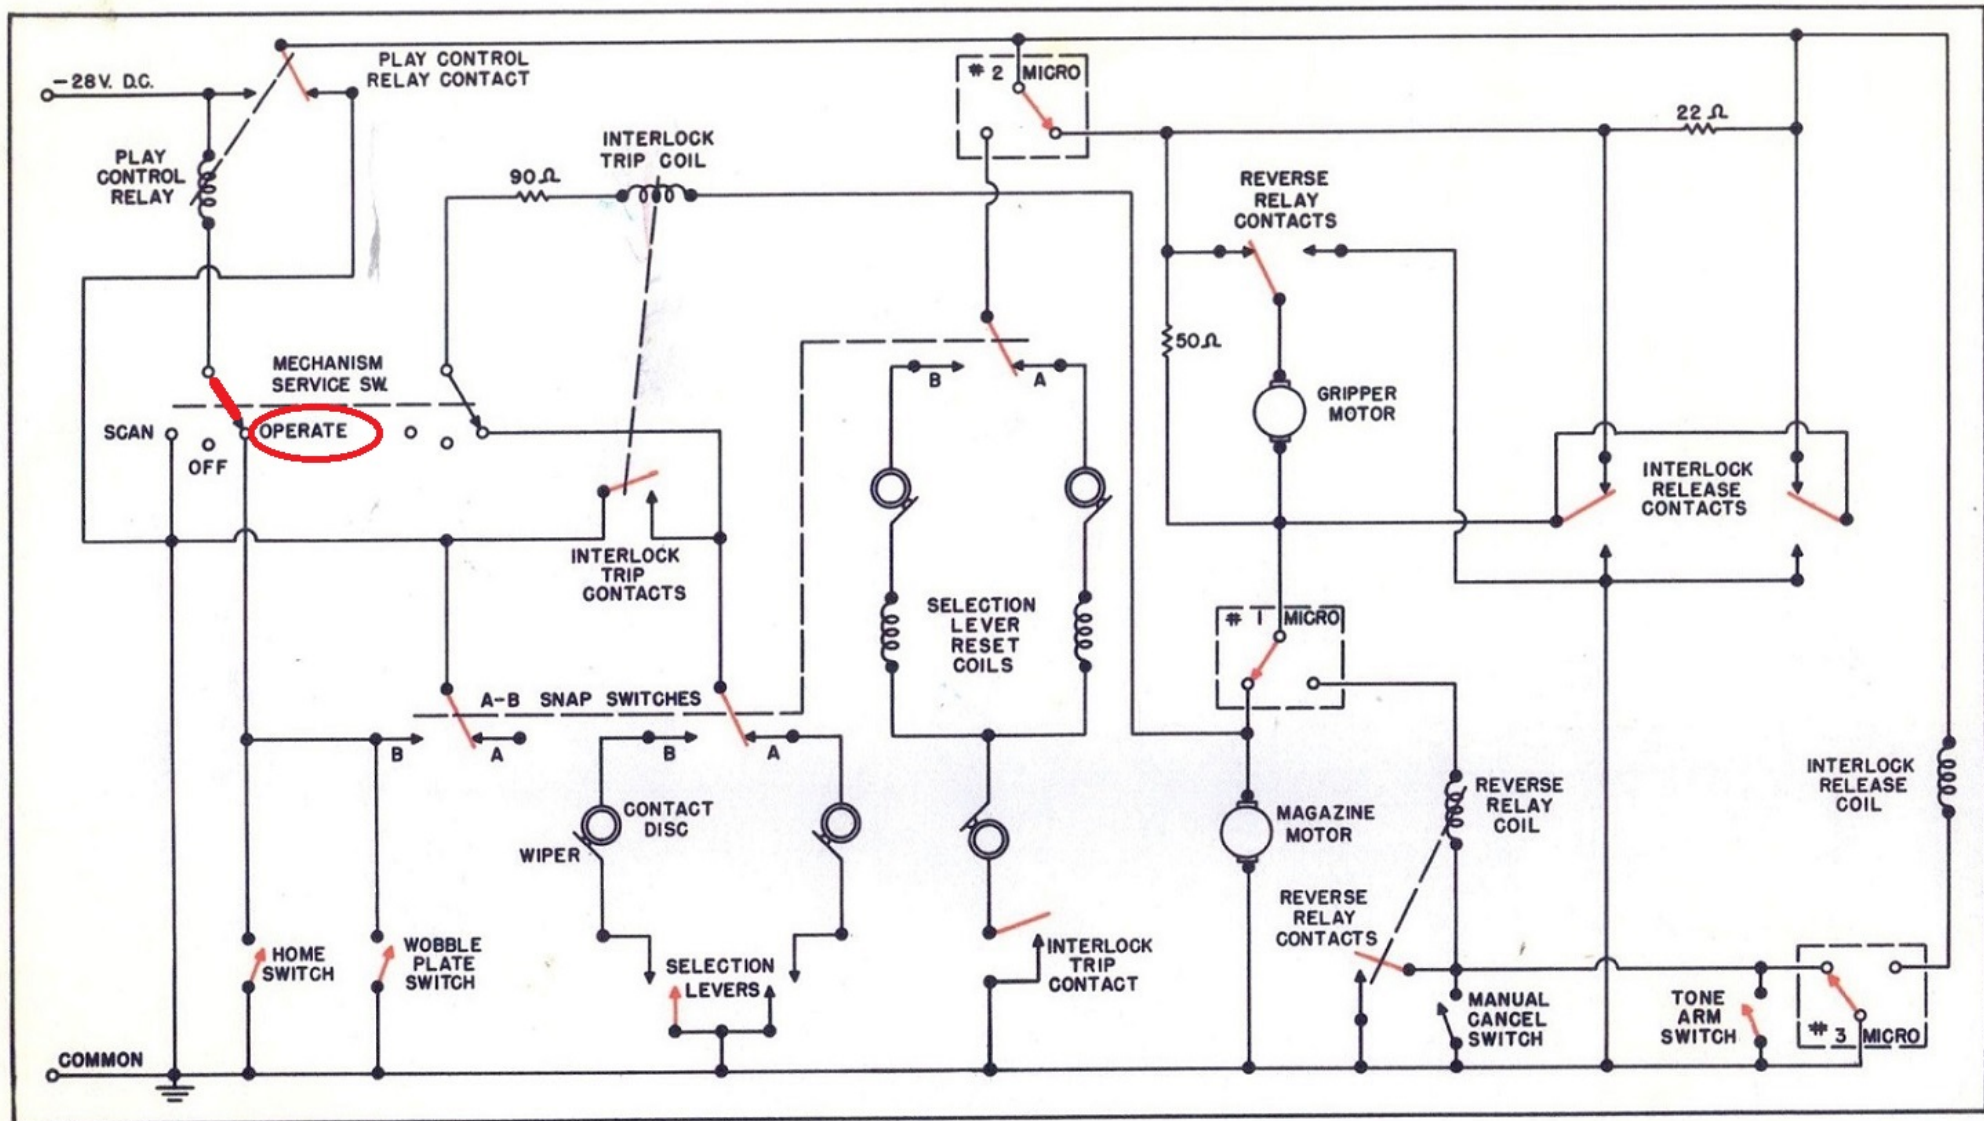 PLAY CONTROL
RELAY CONTACT
-28V. D.C.
# 2 MICRO
22 Ω
PLAY
CONTROL
RELAY
INTERLOCK
TRIP COIL
90Ω
REVERSE
RELAY
CONTACTS
50Ω
MECHANISM
SERVICE SW.
SCAN
OFF
OPERATE
B
A
GRIPPER
MOTOR
INTERLOCK
RELEASE
CONTACTS
INTERLOCK
TRIP
CONTACTS
SELECTION
LEVER
RESET
COILS
# 1 MICRO
A-B SNAP SWITCHES
B
A
B
A
CONTACT
DISC
WIPER
MAGAZINE
MOTOR
REVERSE
RELAY
COIL
INTERLOCK
RELEASE
COIL
HOME
SWITCH
WOBBLE
PLATE
SWITCH
SELECTION
LEVERS
INTERLOCK
TRIP
CONTACT
REVERSE
RELAY
CONTACTS
MANUAL
CANCEL
SWITCH
TONE
ARM
SWITCH
# 3 MICRO
COMMON